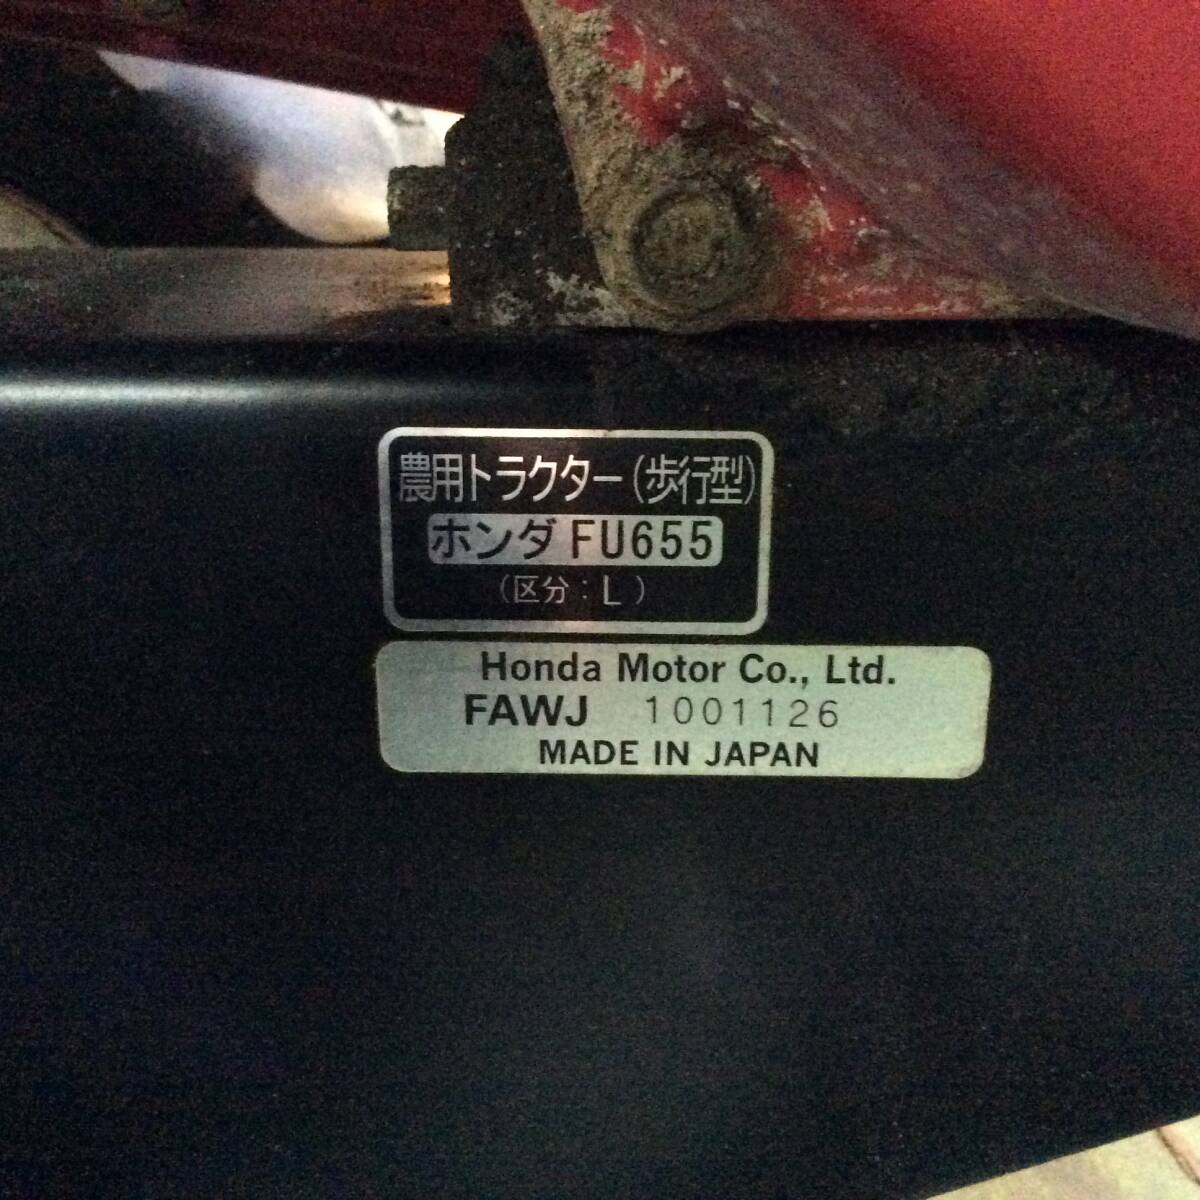 農用トラクター(歩行型)
ホンダ FU655
(区分:L)
Honda Motor Co., Ltd.
FAWJ 1001126
MADE IN JAPAN